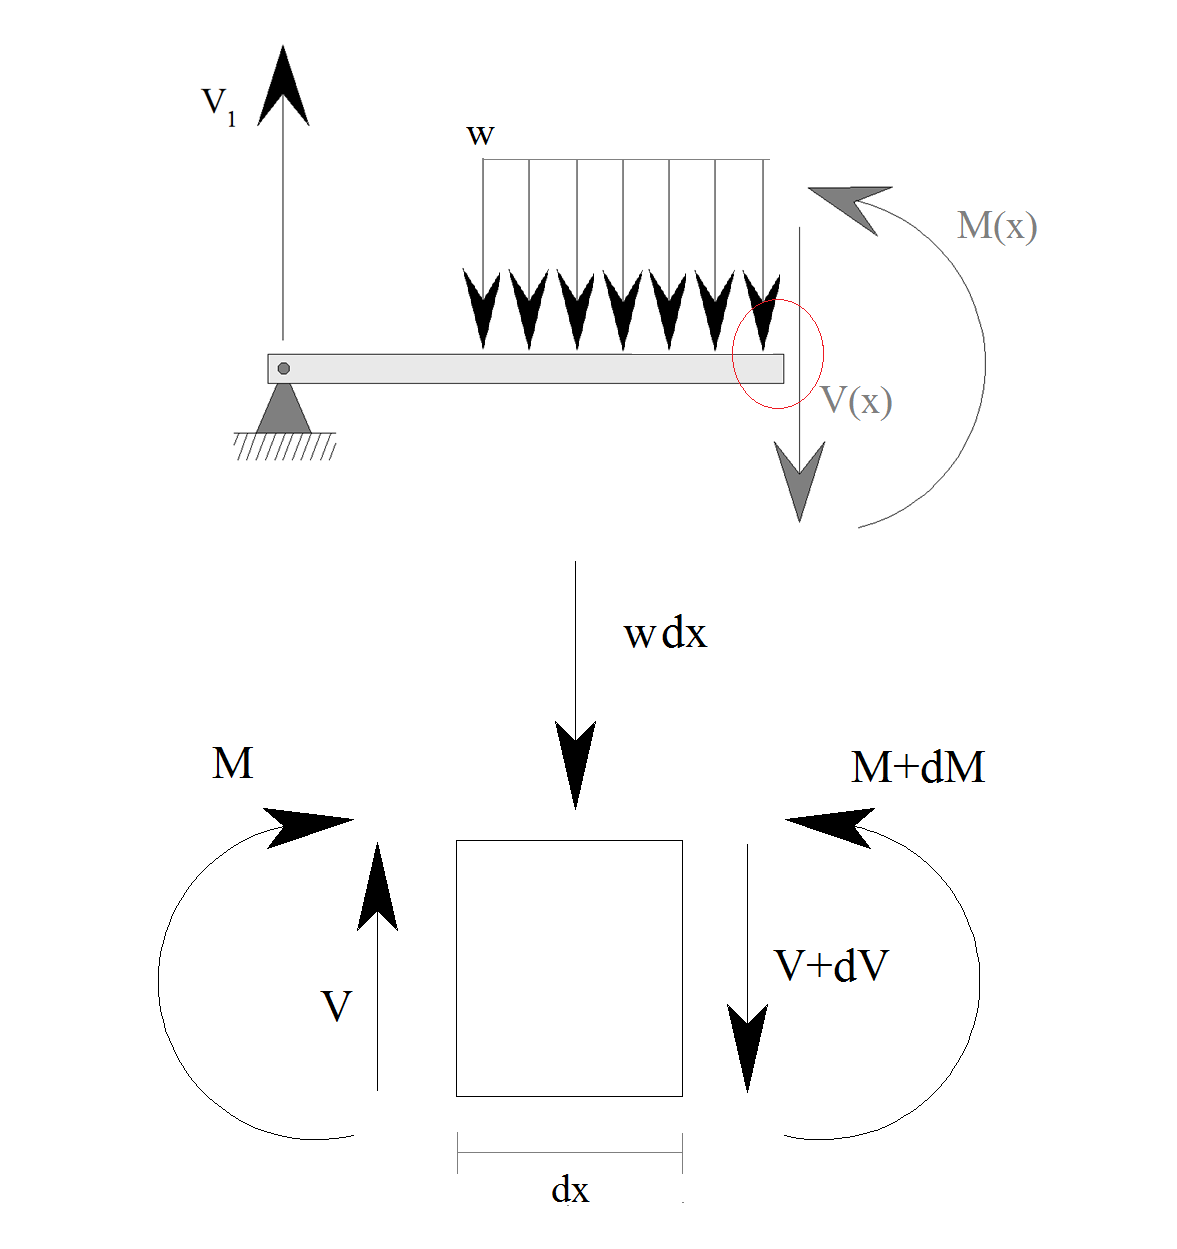 V1
w
M(x)
V(x)
w dx
M
M+dM
V
V+dV
dx